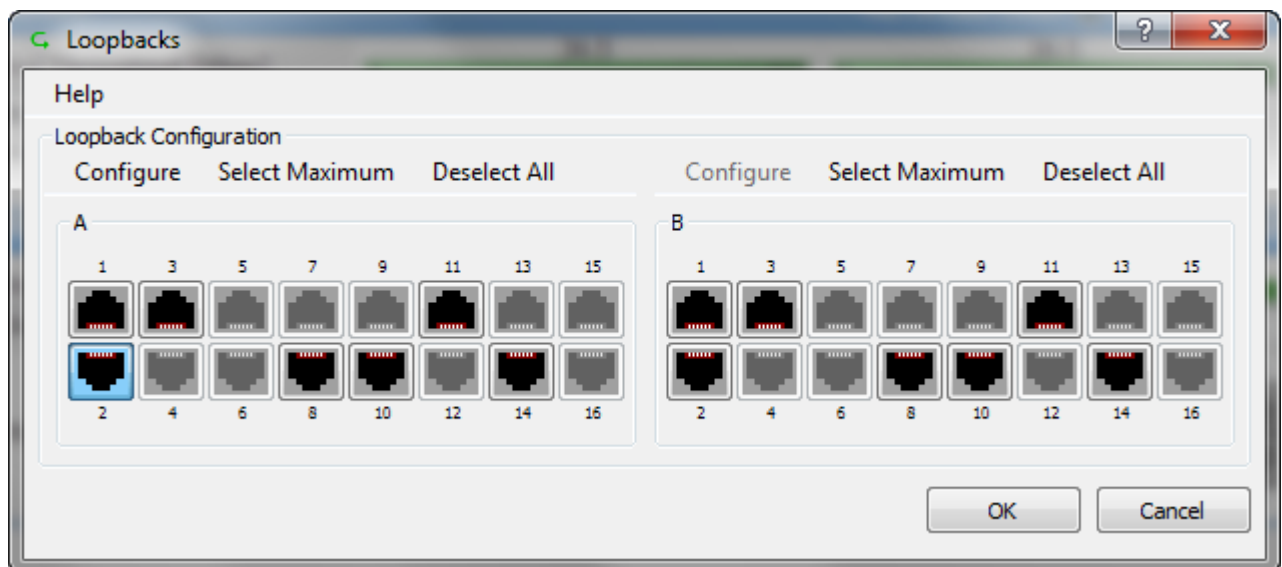 Loopbacks
Help
Loopback Configuration
Configure Select Maximum Deselect All Configure Select Maximum Deselect All
A B
1 3 5 7 9 11 13 15 1 3 5 7 9 11 13 15
2 4 6 8 10 12 14 16 2 4 6 8 10 12 14 16
OK Cancel